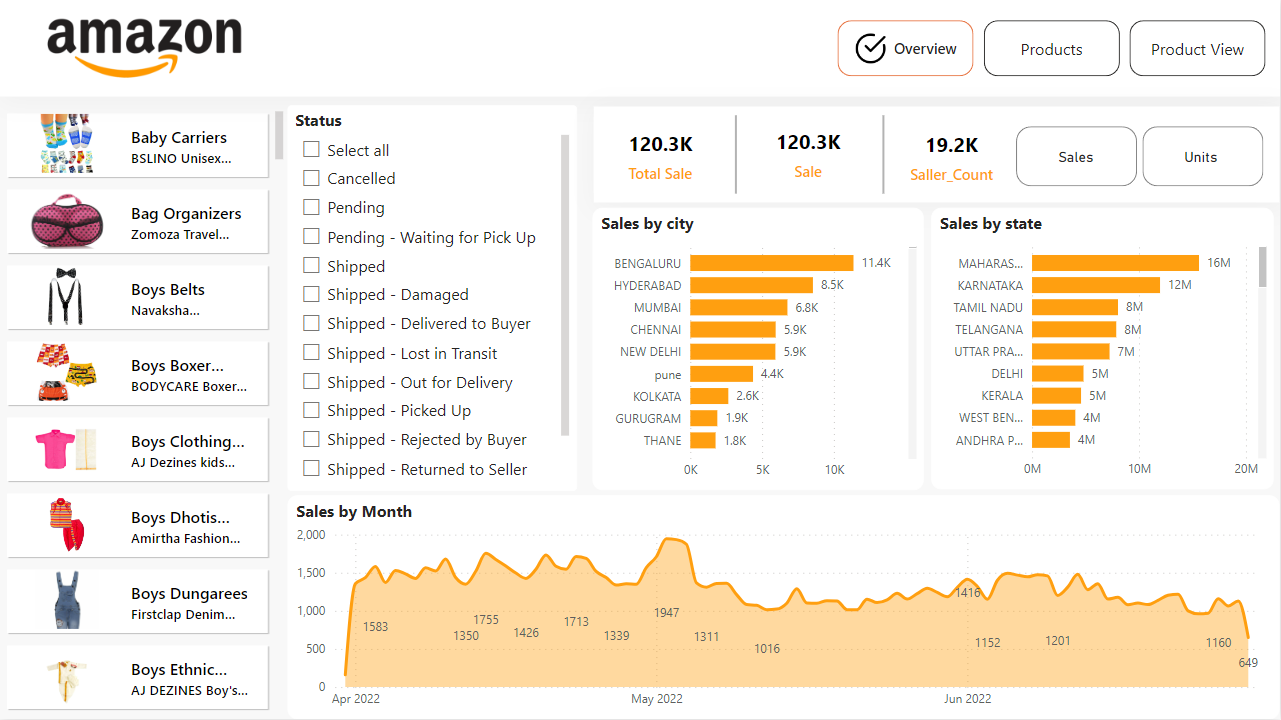 amazon
Overview
Products
Product View
Baby Carriers
BSLINO Unisex...
Bag Organizers
Zomoza Travel...
Boys Belts
Navaksha...
Boys Boxer...
BODYCARE Boxer...
Boys Clothing...
AJ Dezines kids...
Boys Dhotis...
Amirtha Fashion...
Boys Dungarees
Firstclap Denim...
Boys Ethnic...
AJ DEZINES Boy's...
Status
Select all
Cancelled
Pending
Pending - Waiting for Pick Up
Shipped
Shipped - Damaged
Shipped - Delivered to Buyer
Shipped - Lost in Transit
Shipped - Out for Delivery
Shipped - Picked Up
Shipped - Rejected by Buyer
Shipped - Returned to Seller
120.3K
Total Sale
120.3K
Sale
19.2K
Saller_Count
Sales
Units
Sales by city
BENGALURU 11.4K
HYDERABAD 8.5K
MUMBAI 6.8K
CHENNAI 5.9K
NEW DELHI 5.9K
pune 4.4K
KOLKATA 2.6K
GURUGRAM 1.9K
THANE 1.8K
0K 5K 10K
Sales by state
MAHARAS... 16M
KARNATAKA 12M
TAMIL NADU 8M
TELANGANA 8M
UTTAR PRA... 7M
DELHI 5M
KERALA 5M
WEST BEN... 4M
ANDHRA P... 4M
0M 10M 20M
Sales by Month
2,000
1,500
1,000
500
0
1583
1350
1755
1426
1713
1339
1947
1311
1016
1416
1152
1201
1160
649
Apr 2022 May 2022 Jun 2022